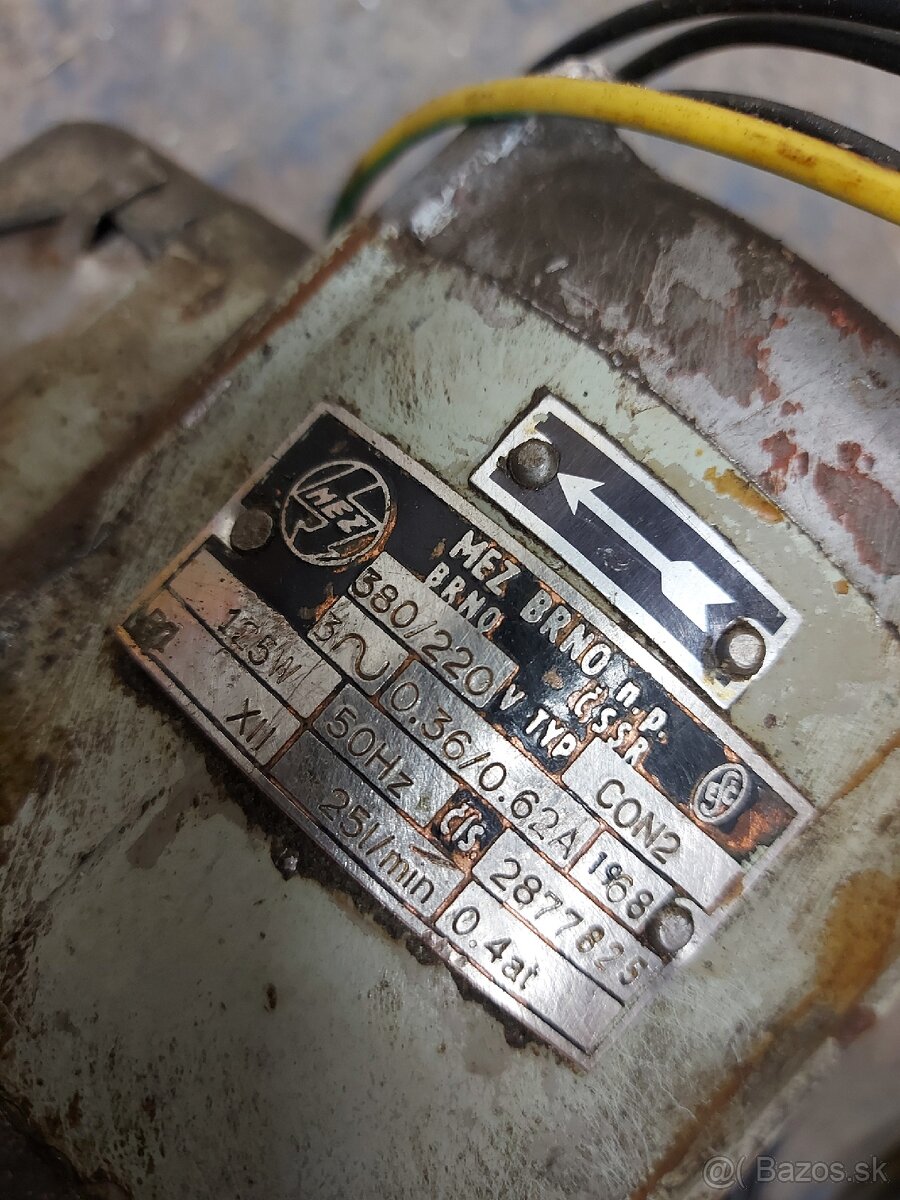 MEZ
MEZ BRNO n.p.
BRNO ČSSR
380/220 V TYP CON2
3 0.36/0.62A 1968
125W 50Hz čís. 2877825
XII 25l/min 0.4at
@( Bazos.sk